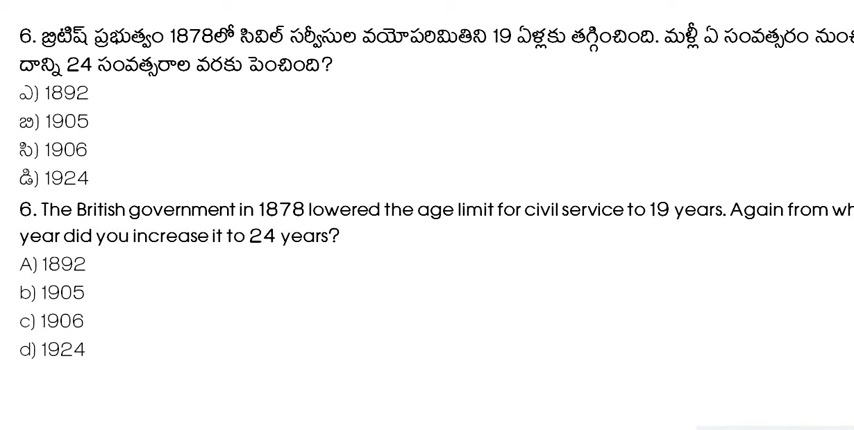 6. బ్రిటిష్ ప్రభుత్వం 1878లో సివిల్ సర్వీసుల వయోపరిమితిని 19 ఏళ్లకు తగ్గించింది. మళ్లీ ఏ సంవత్సరం
దాన్ని 24 సంవత్సరాల వరకు పెంచింది?
ఎ) 1892
బి) 1905
సి) 1906
డి) 1924
6. The British government in 1878 lowered the age limit for civil service to 19 years. Again from
year did you increase it to 24 years?
A) 1892
b) 1905
c) 1906
d) 1924